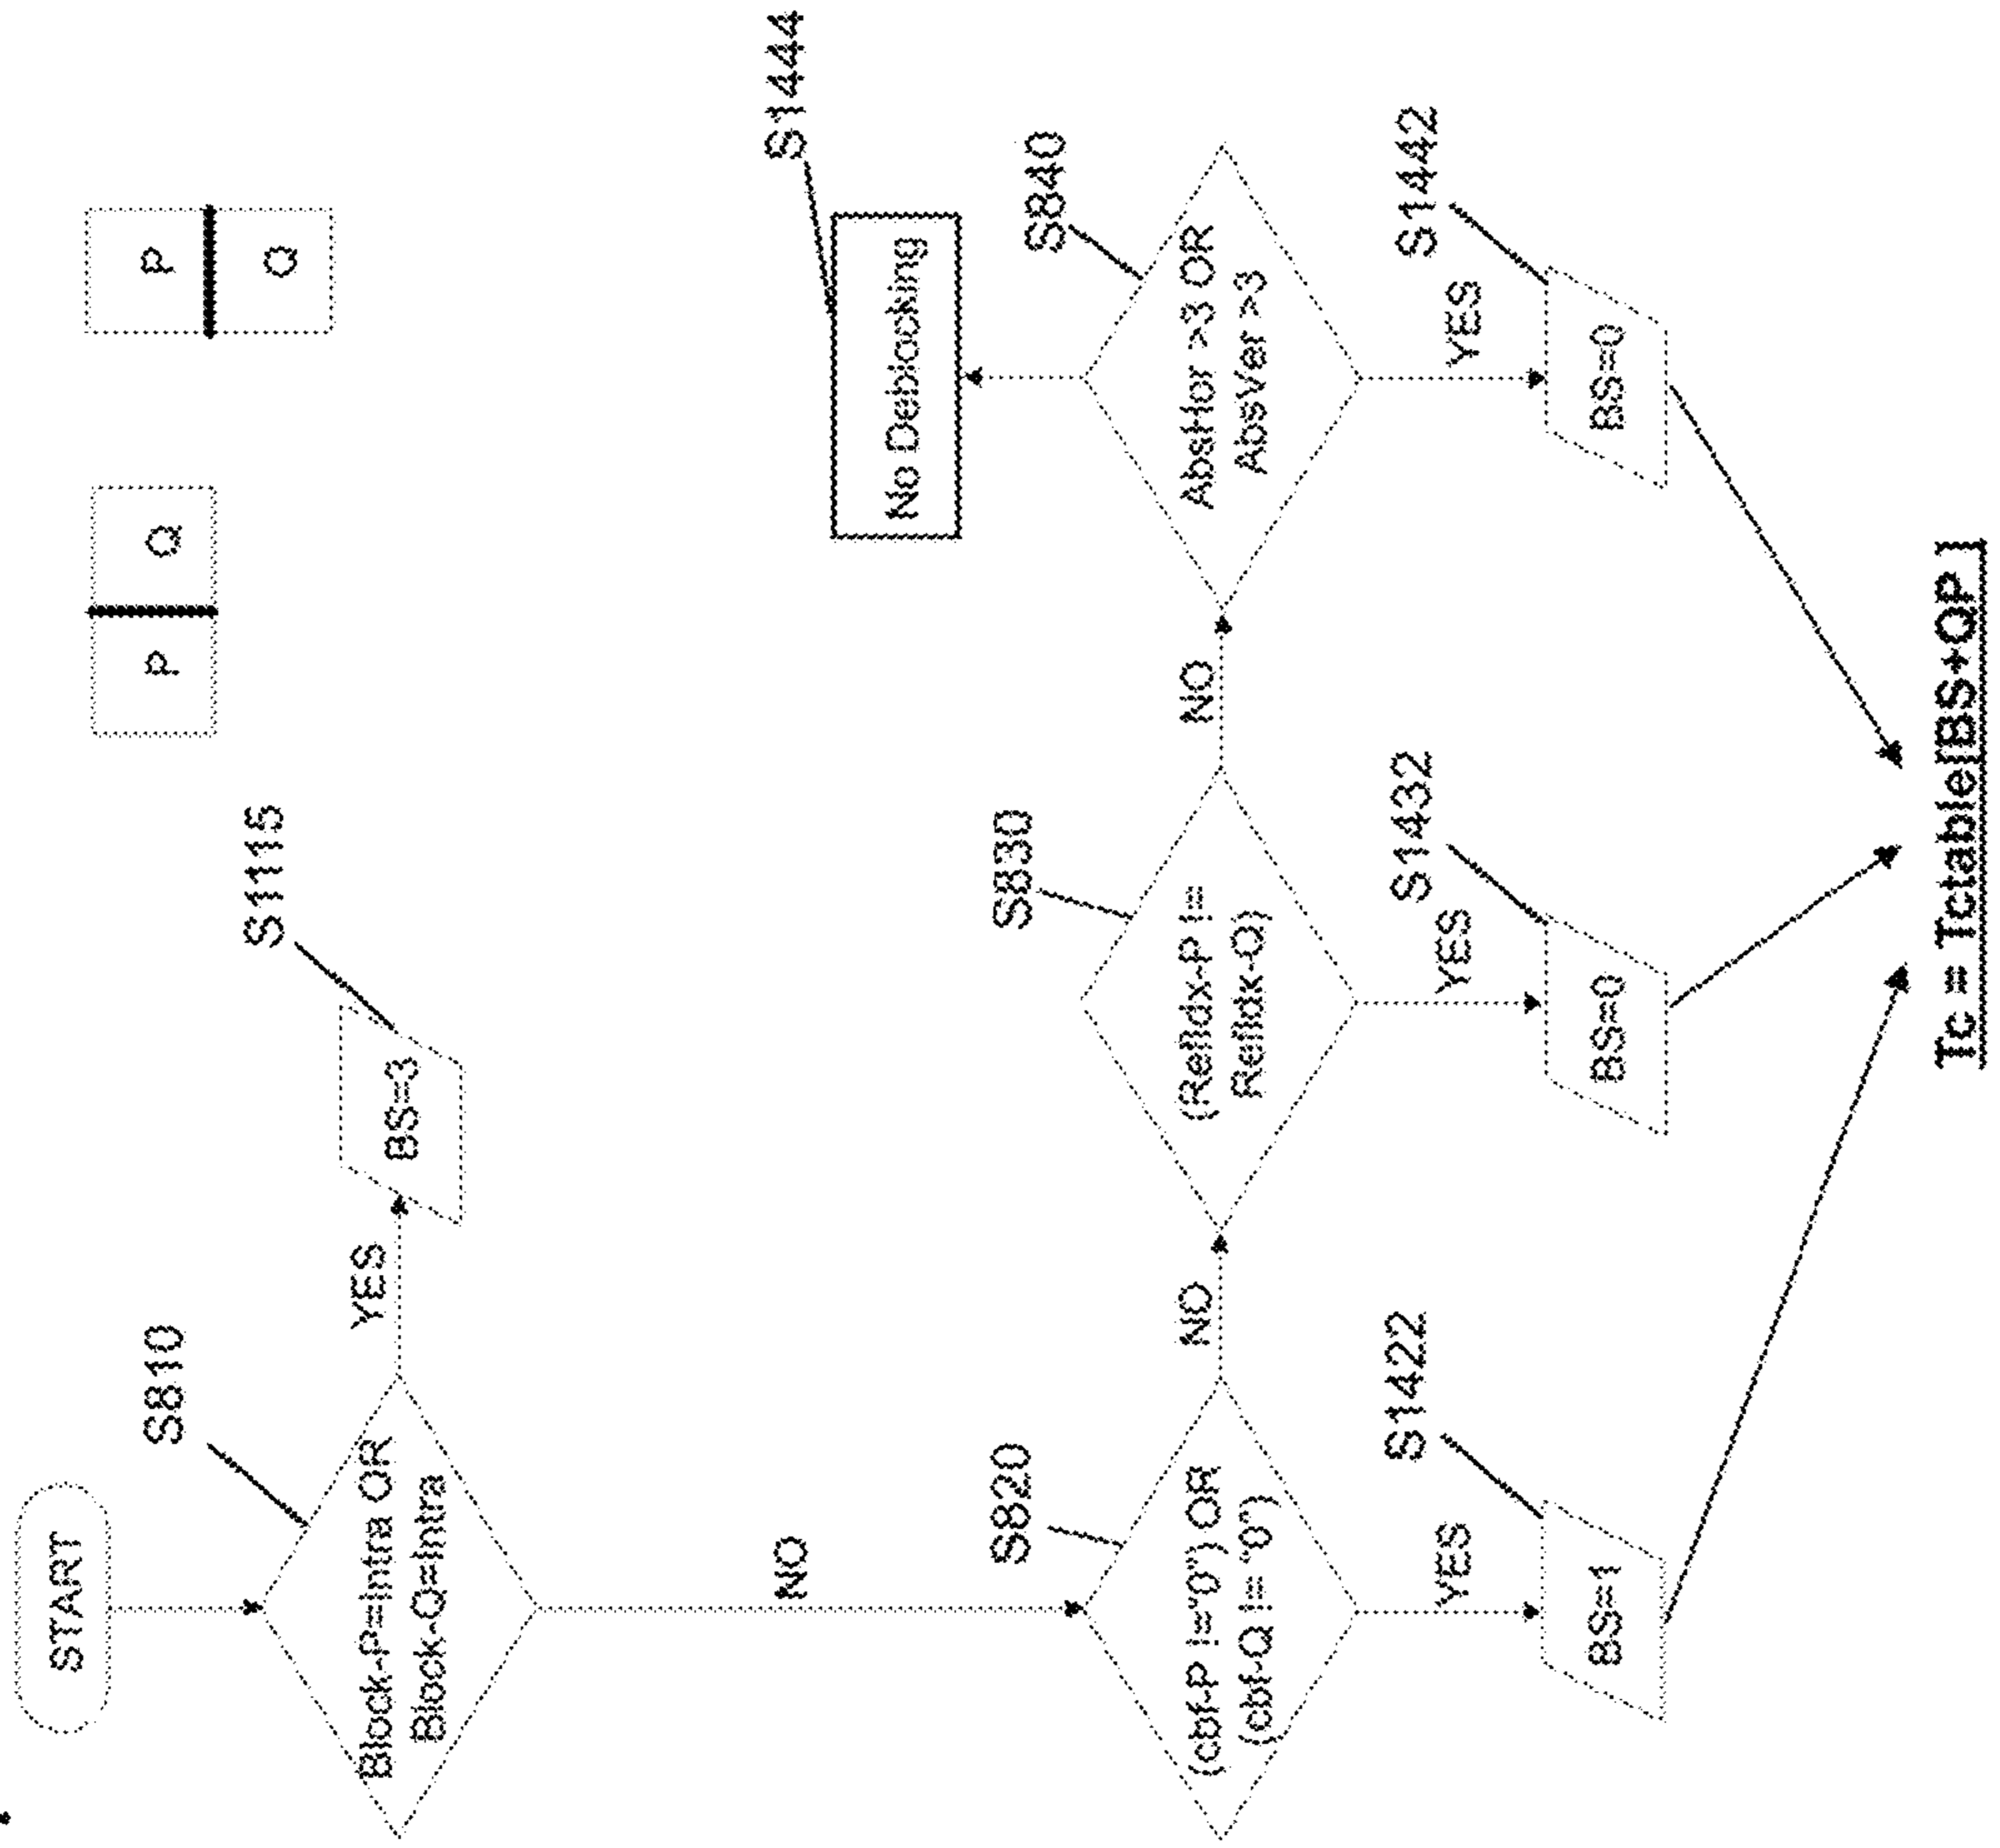 START
S810
Block-P=Intra OR
Block-Q=Intra
YES
BS=3
S1115
P
Q
P
Q
NO
S820
(cbf-P !="0") OR
(cbf-Q != "0")
NO
S830
(RefIdx-P !=
RefIdx-Q)
NO
S840
AbsHor >3 OR
AbsVer >3
No Deblocking
S1444
YES
S1422
BS=1
YES
S1432
BS=0
YES
S1442
BS=0
Tc = Tctable[BS+QP ]